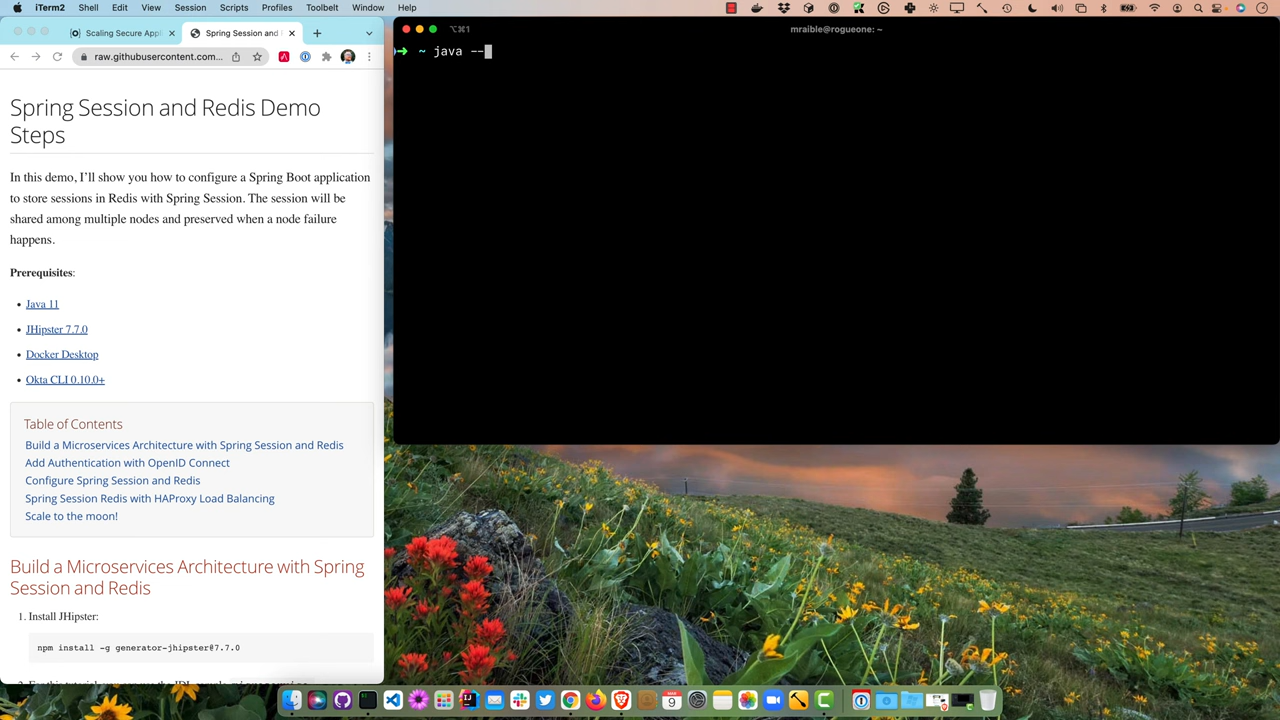 iTerm2 Shell Edit View Session Scripts Profiles Toolbelt Window Help
Scaling Secure Appl
Spring Session and
raw.githubusercontent.com...
Spring Session and Redis Demo
Steps
In this demo, I’ll show you how to configure a Spring Boot application
to store sessions in Redis with Spring Session. The session will be
shared among multiple nodes and preserved when a node failure
happens.
Prerequisites:
• Java 11
• JHipster 7.7.0
• Docker Desktop
• Okta CLI 0.10.0+
Table of Contents
Build a Microservices Architecture with Spring Session and Redis
Add Authentication with OpenID Connect
Configure Spring Session and Redis
Spring Session Redis with HAProxy Load Balancing
Scale to the moon!
Build a Microservices Architecture with Spring
Session and Redis
1. Install JHipster:
npm install -g generator-jhipster@7.7.0
⌥⌘1
mraible@rogueone: ~
➜ ~ java --
MAR
9